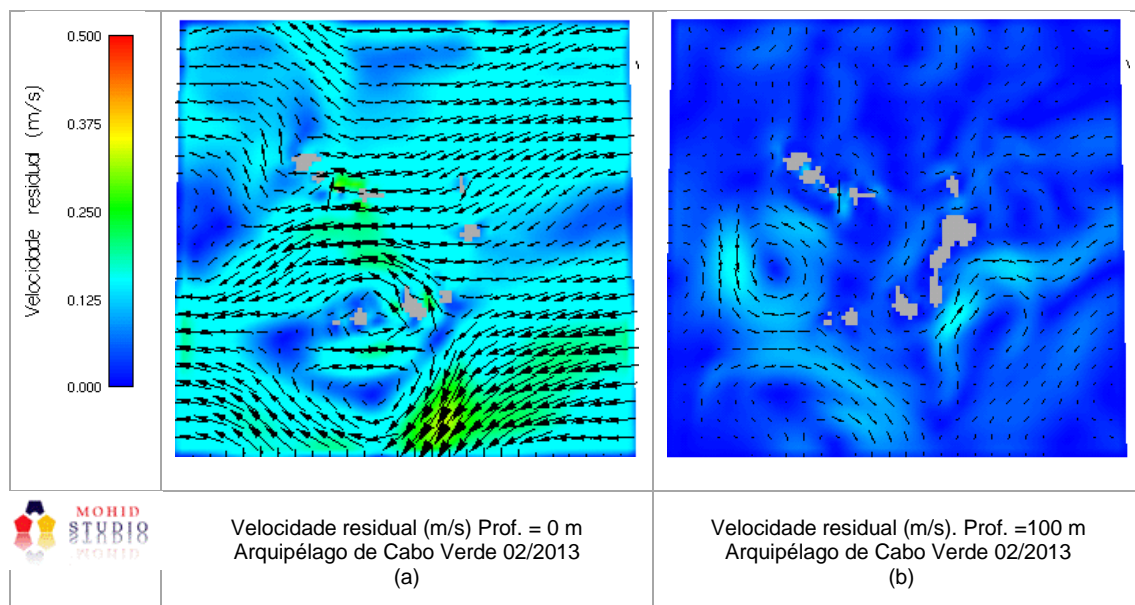 Velocidade residual (m/s)
0.500
0.375
0.250
0.125
0.000
MOHID
STUDIO
Velocidade residual (m/s) Prof. = 0 m
Arquipélago de Cabo Verde 02/2013
(a)
Velocidade residual (m/s). Prof. =100 m
Arquipélago de Cabo Verde 02/2013
(b)